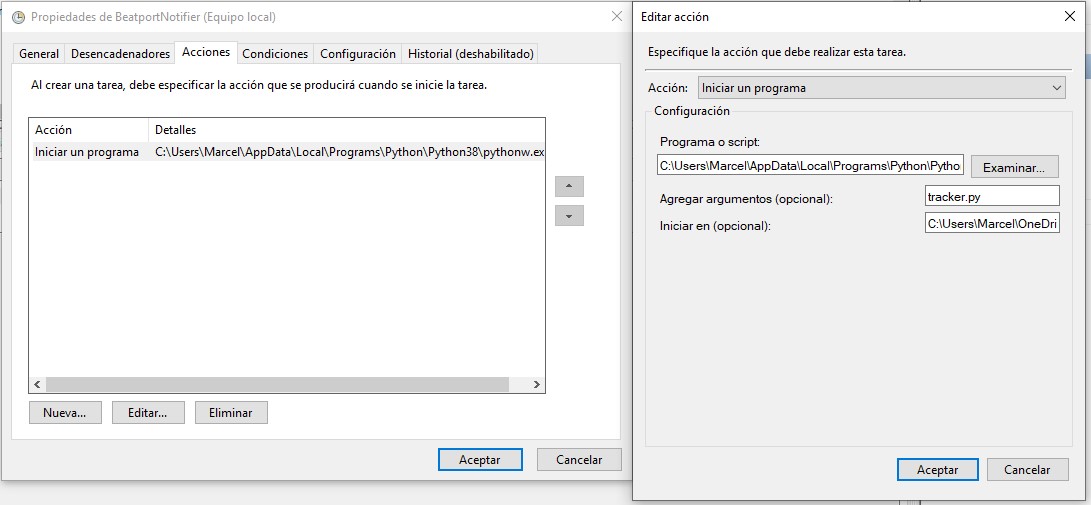 Propiedades de BeatportNotifier (Equipo local)
General Desencadenadores Acciones Condiciones Configuración Historial (deshabilitado)
Al crear una tarea, debe especificar la acción que se producirá cuando se inicie la tarea.
Acción Detalles
Iniciar un programa C:\Users\Marcel\AppData\Local\Programs\Python\Python38\pythonw.ex
Nueva... Editar... Eliminar
Aceptar Cancelar
Editar acción
Especifique la acción que debe realizar esta tarea.
Acción: Iniciar un programa
Configuración
Programa o script:
C:\Users\Marcel\AppData\Local\Programs\Python\Pytho Examinar...
Agregar argumentos (opcional): tracker.py
Iniciar en (opcional): C:\Users\Marcel\OneDri
Aceptar Cancelar